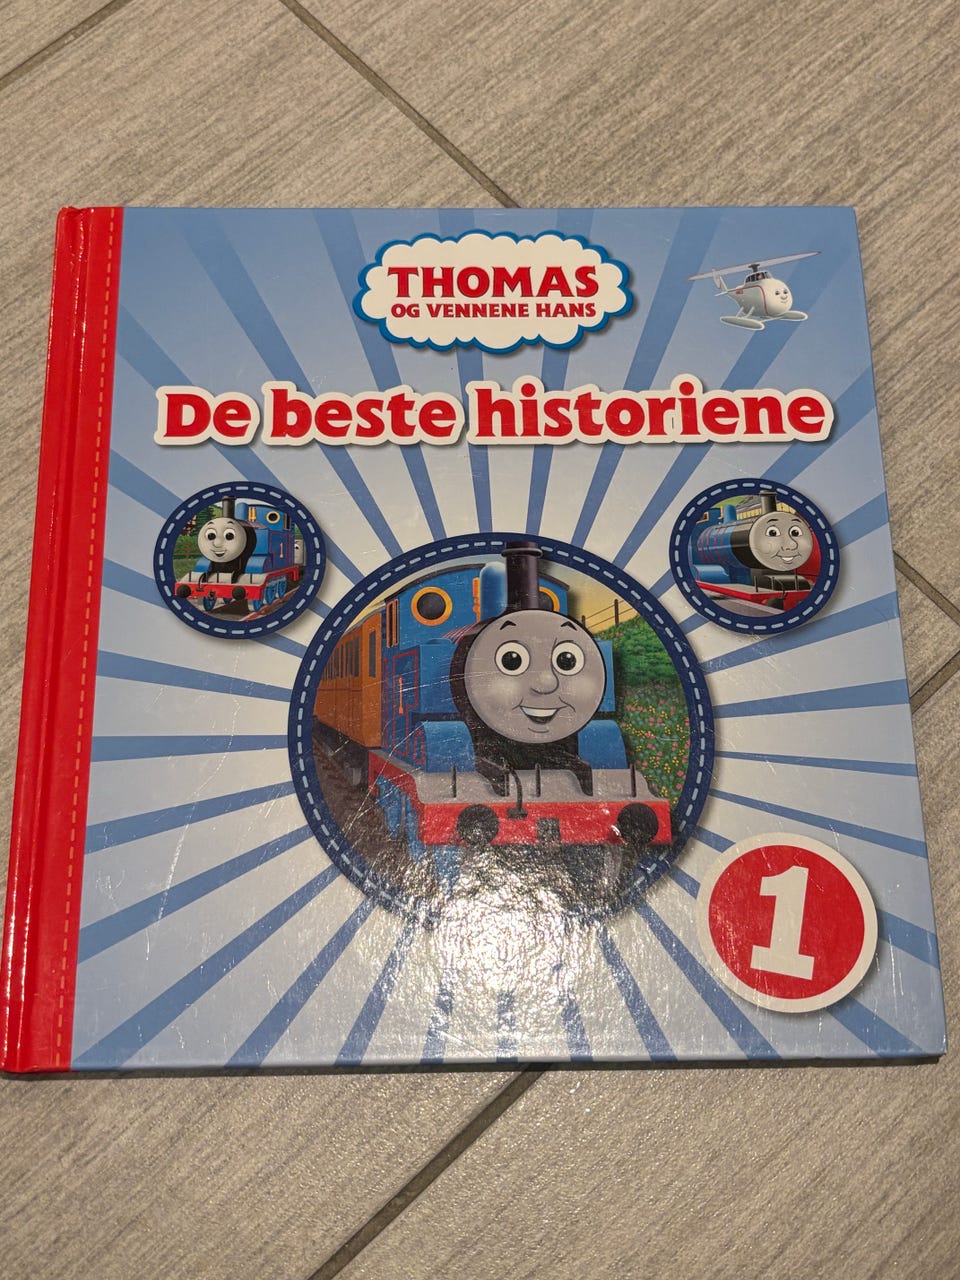 THOMAS
OG VENNENE HANS
De beste historiene
1